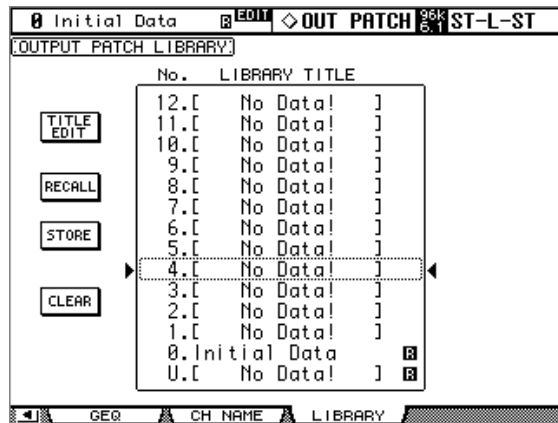 0 Initial Data R EDIT ◇OUT PATCH 96k 6.1 ST-L-ST
OUTPUT PATCH LIBRARY
No. LIBRARY TITLE
12.[ No Data! ]
TITLE EDIT
11.[ No Data! ]
10.[ No Data! ]
9.[ No Data! ]
RECALL
8.[ No Data! ]
7.[ No Data! ]
6.[ No Data! ]
STORE
5.[ No Data! ]
4.[ No Data! ]
3.[ No Data! ]
CLEAR
2.[ No Data! ]
1.[ No Data! ]
0.Initial Data R
U.[ No Data! ] R
GEQ CH NAME LIBRARY